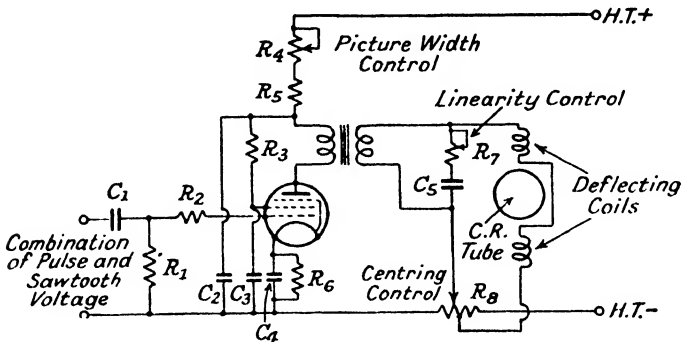 H.T.+
R4
Picture Width
Control
R5
Linearity Control
R3
R7
C5
Deflecting
Coils
C1
R2
C.R.
Tube
Combination
of Pulse and
Sawtooth
Voltage
R1
C2
C3
R6
Centring
Control
R8
H.T.-
C4